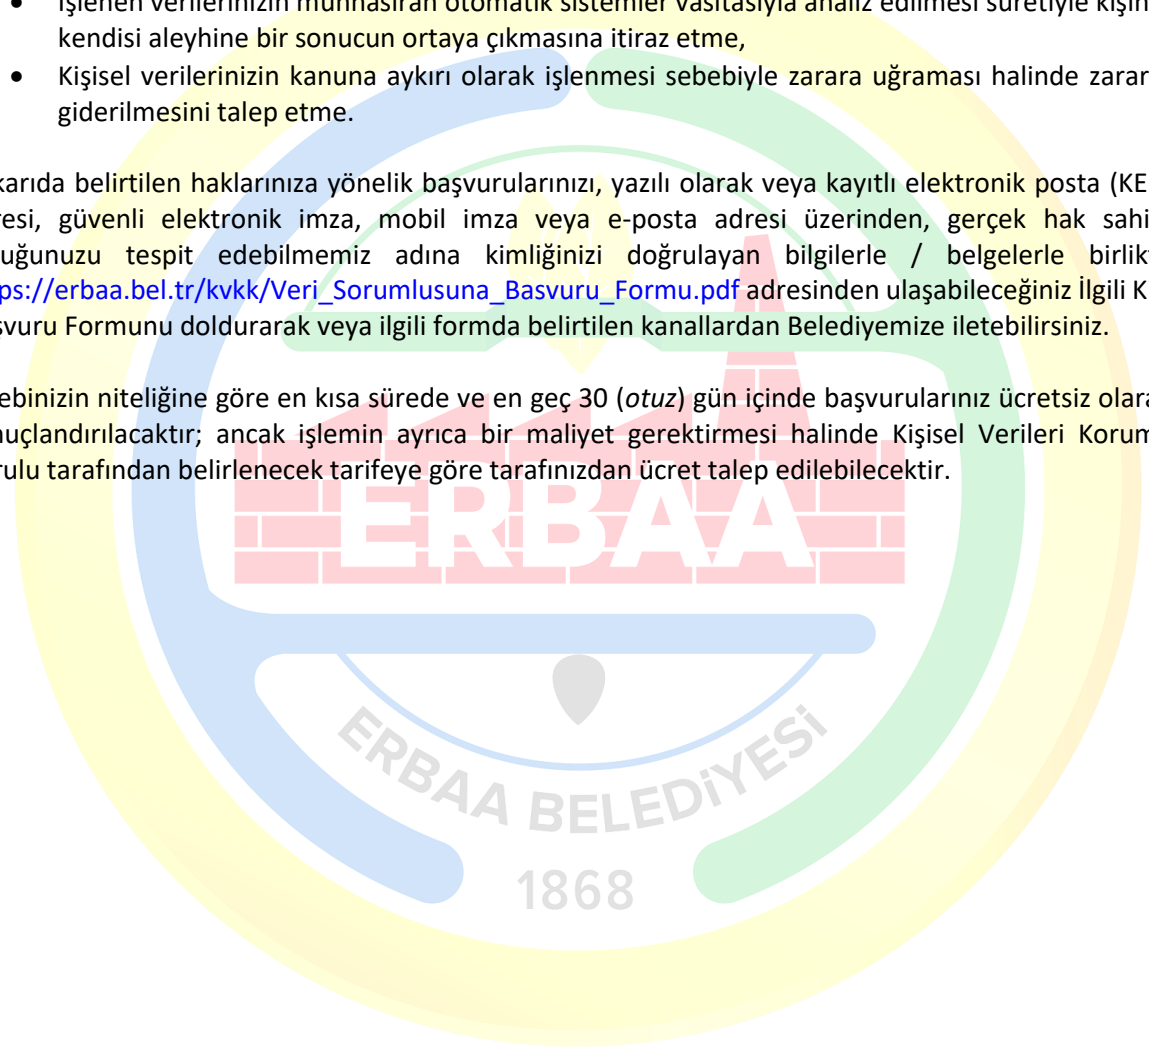 • İşlenen verilerinizin münhasıran otomatik sistemler vasıtasıyla analiz edilmesi suretiyle kişin
kendisi aleyhine bir sonucun ortaya çıkmasına itiraz etme,
• Kişisel verilerinizin kanuna aykırı olarak işlenmesi sebebiyle zarara uğraması halinde zarar
giderilmesini talep etme.
karıda belirtilen haklarınıza yönelik başvurularınızı, yazılı olarak veya kayıtlı elektronik posta (KE
resi, güvenli elektronik imza, mobil imza veya e-posta adresi üzerinden, gerçek hak sahi
uğunuzu tespit edebilmemiz adına kimliğinizi doğrulayan bilgilerle / belgelerle birlikt
ps://erbaa.bel.tr/kvkk/Veri_Sorumlusuna_Basvuru_Formu.pdf adresinden ulaşabileceğiniz İlgili K
şvuru Formunu doldurarak veya ilgili formda belirtilen kanallardan Belediyemize iletebilirsiniz.
ebinizin niteliğine göre en kısa sürede ve en geç 30 (otuz) gün içinde başvurularınız ücretsiz olara
nuçlandırılacaktır; ancak işlemin ayrıca bir maliyet gerektirmesi halinde Kişisel Verileri Korum
rulu tarafından belirlenecek tarifeye göre tarafınızdan ücret talep edilebilecektir.
ERBAA
ERBAA BELEDİYESİ
1868